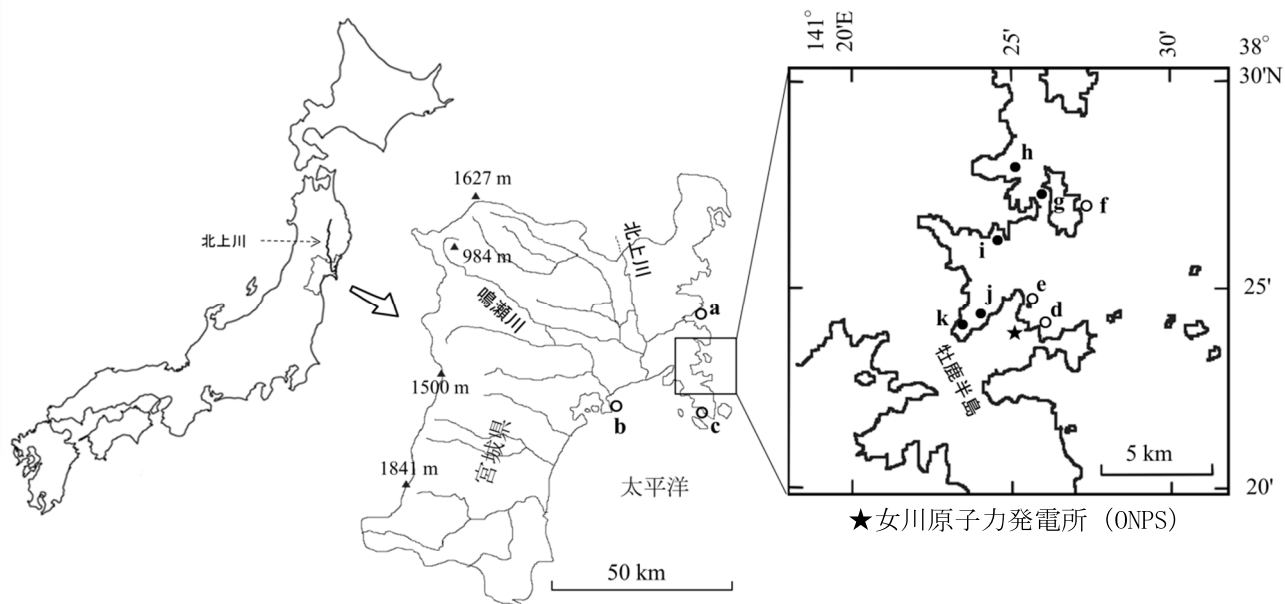 北上川
1627 m
984 m
鳴瀬川
北上川
1500 m
1841 m
宮城県
a
b
c
太平洋
50 km
141°
20'E
25'
30'
38°
30'N
25'
20'
h
g
f
i
e
j
d
k
牡鹿半島
5 km
★女川原子力発電所（ONPS）